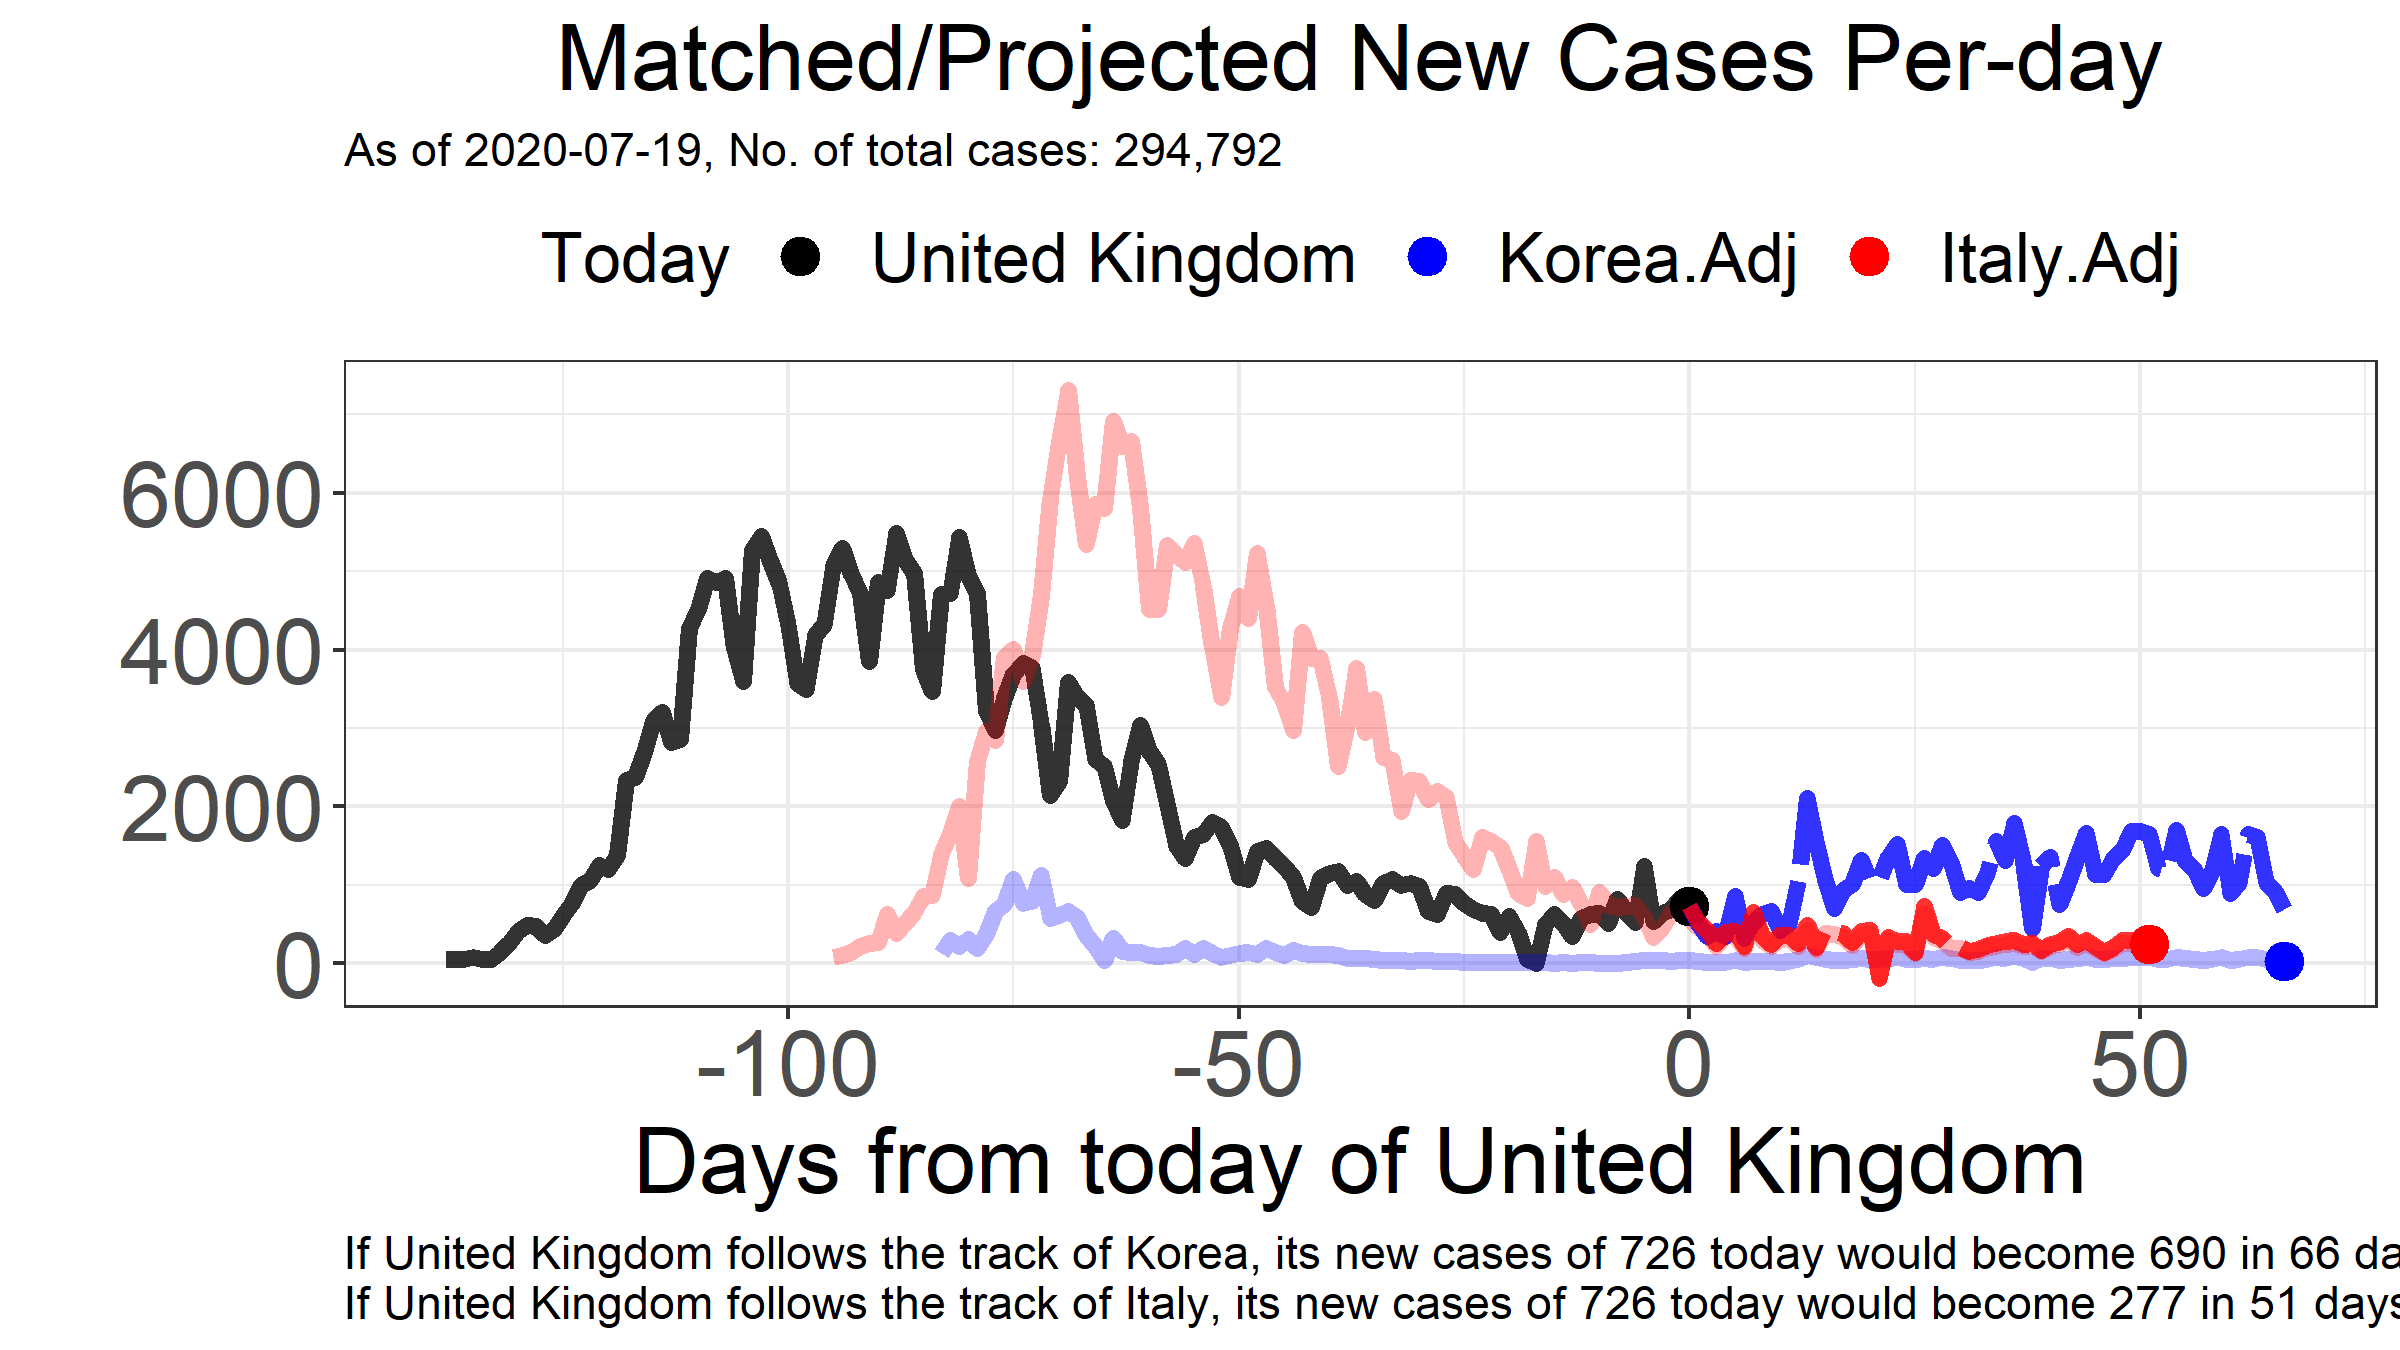 Matched/Projected New Cases Per-day
As of 2020-07-19, No. of total cases: 294,792
Today United Kingdom Korea.Adj Italy.Adj
6000
4000
2000
0
-100 -50 0 50
Days from today of United Kingdom
If United Kingdom follows the track of Korea, its new cases of 726 today would become 690 in 66 da
If United Kingdom follows the track of Italy, its new cases of 726 today would become 277 in 51 days